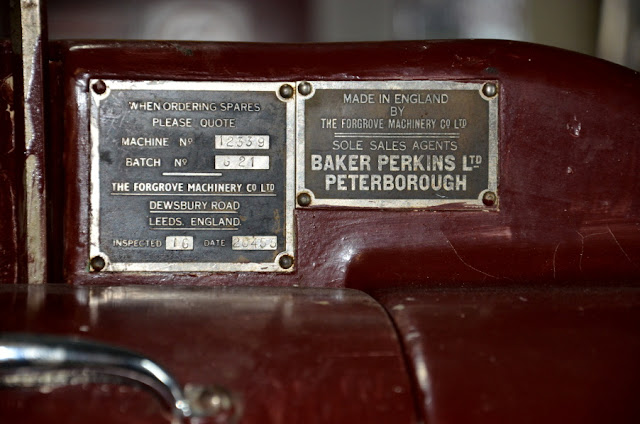 WHEN ORDERING SPARES
PLEASE QUOTE
MACHINE Nº 12339
BATCH Nº G 21
THE FORGROVE MACHINERY Cº LTD
DEWSBURY ROAD
LEEDS. ENGLAND.
INSPECTED 16 DATE
MADE IN ENGLAND
BY
THE FORGROVE MACHINERY Cº LTD
SOLE SALES AGENTS
BAKER PERKINS LTD
PETERBOROUGH